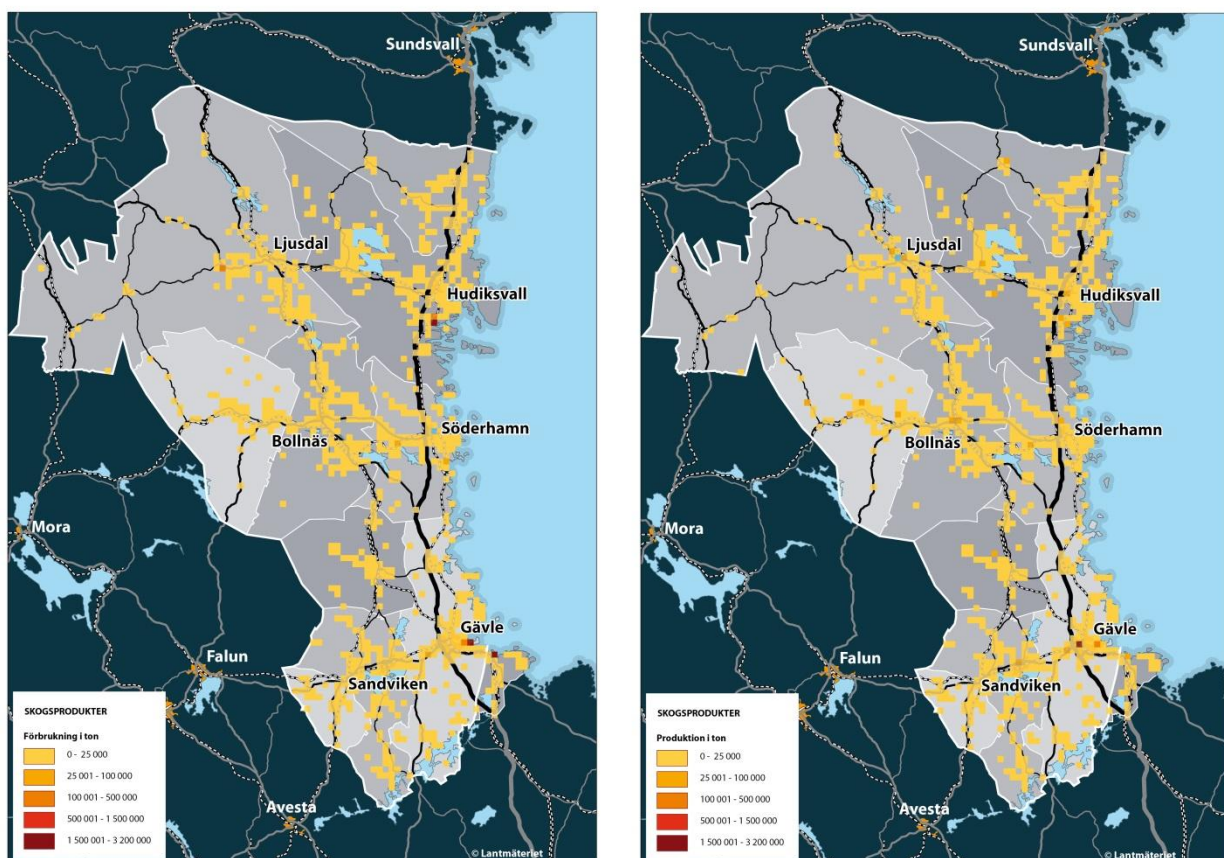 Sundsvall
Ljusdal
Hudiksvall
Söderhamn
Bollnäs
Mora
Gävle
Falun
Sandviken
SKOGSPRODUKTER
Förbrukning i ton
0 - 25 000
25 001 - 100 000
100 001 - 500 000
500 001 - 1 500 000
1 500 001 - 3 200 000
Avesta
© Lantmäteriet
Sundsvall
Ljusdal
Hudiksvall
Söderhamn
Bollnäs
Mora
Gävle
Falun
Sandviken
SKOGSPRODUKTER
Produktion i ton
0 - 25 000
25 001 - 100 000
100 001 - 500 000
500 001 - 1 500 000
1 500 001 - 3 200 000
Avesta
© Lantmäteriet